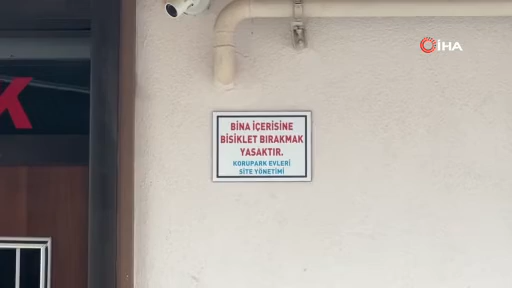 İHA
BİNA İÇERİSİNE
BİSİKLET BIRAKMAK
YASAKTIR.
KORUPARK EVLERİ
SİTE YÖNETİMİ